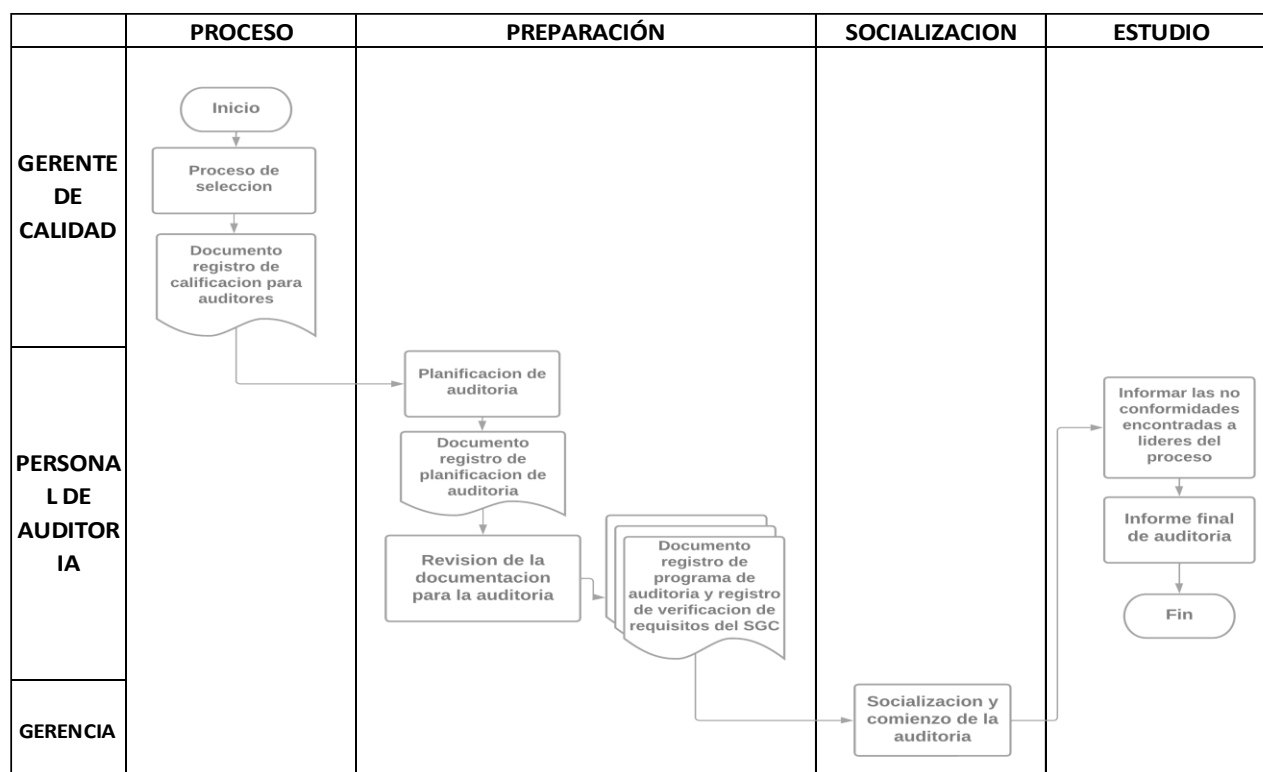 PROCESO
PREPARACIÓN
SOCIALIZACION
ESTUDIO
GERENTE
DE
CALIDAD
Inicio
Proceso de
seleccion
Documento
registro de
calificacion para
auditores
PERSONA
L DE
AUDITOR
IA
Planificacion de
auditoria
Documento
registro de
planificacion de
auditoria
Revision de la
documentacion
para la auditoria
Documento
registro de
programa de
auditoria y registro
de verificacion de
requisitos del SGC
Informar las no
conformidades
encontradas a
lideres del
proceso
Informe final
de auditoria
Fin
GERENCIA
Socializacion y
comienzo de la
auditoria